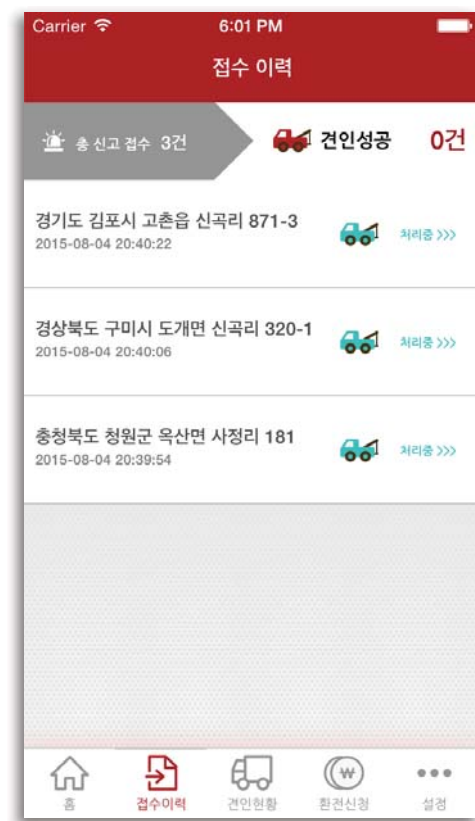 Carrier 6:01 PM
접수 이력
총 신고 접수 3건 견인성공 0건
경기도 김포시 고촌읍 신곡리 871-3
2015-08-04 20:40:22
처리중 >>>
경상북도 구미시 도개면 신곡리 320-1
2015-08-04 20:40:06
처리중 >>>
충청북도 청원군 옥산면 사정리 181
2015-08-04 20:39:54
처리중 >>>
홈 접수이력 견인현황 환전신청 설정